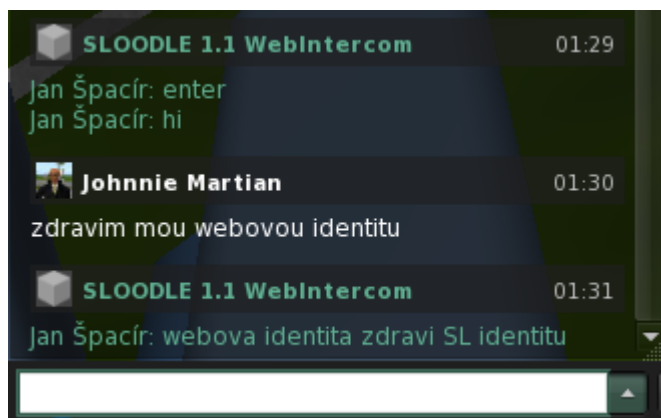 SLOODLE 1.1 WebIntercom 01:29
Jan Špacír: enter
Jan Špacír: hi
Johnnie Martian 01:30
zdravim mou webovou identitu
SLOODLE 1.1 WebIntercom 01:31
Jan Špacír: webova identita zdravi SL identitu